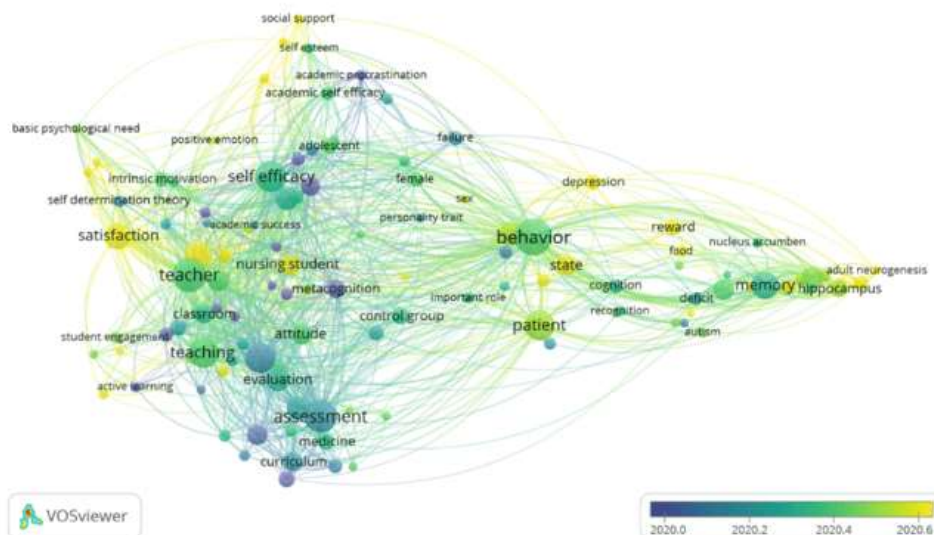 social support
self esteem
academic procrastination
academic self efficacy
basic psychological need
positive emotion
adolescent
failure
intrinsic motivation
self efficacy
female
depression
self determination theory
sex
academic success
personality trait
satisfaction
behavior
reward
nucleus accumben
nursing student
state
food
adult neurogenesis
teacher
metacognition
important role
cognition
deficit
memory
hippocampus
classroom
control group
recognition
student engagement
attitude
patient
autism
teaching
active learning
evaluation
assessment
medicine
curriculum
VOSviewer
2020.0 2020.2 2020.4 2020.6